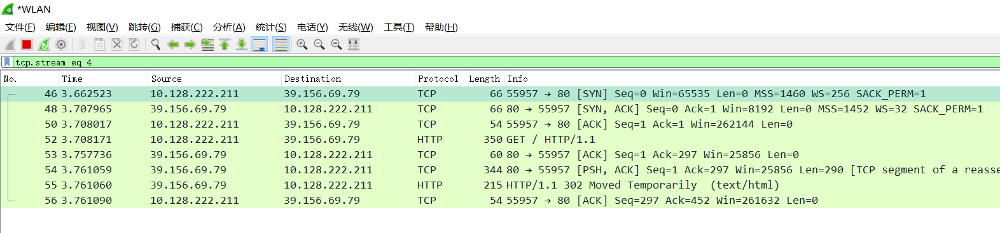 *WLAN
文件(F) 编辑(E) 视图(V) 跳转(G) 捕获(C) 分析(A) 统计(S) 电话(Y) 无线(W) 工具(T) 帮助(H)
tcp.stream eq 4
No. Time Source Destination Protocol Length Info
46 3.662523 10.128.222.211 39.156.69.79 TCP 66 55957 → 80 [SYN] Seq=0 Win=65535 Len=0 MSS=1460 WS=256 SACK_PERM=1
48 3.707965 39.156.69.79 10.128.222.211 TCP 66 80 → 55957 [SYN, ACK] Seq=0 Ack=1 Win=8192 Len=0 MSS=1452 WS=32 SACK_PERM=1
50 3.708017 10.128.222.211 39.156.69.79 TCP 54 55957 → 80 [ACK] Seq=1 Ack=1 Win=262144 Len=0
52 3.708171 10.128.222.211 39.156.69.79 HTTP 350 GET / HTTP/1.1
53 3.757736 39.156.69.79 10.128.222.211 TCP 60 80 → 55957 [ACK] Seq=1 Ack=297 Win=25856 Len=0
54 3.761059 39.156.69.79 10.128.222.211 TCP 344 80 → 55957 [PSH, ACK] Seq=1 Ack=297 Win=25856 Len=290 [TCP segment of a reasse
55 3.761060 39.156.69.79 10.128.222.211 HTTP 215 HTTP/1.1 302 Moved Temporarily (text/html)
56 3.761090 10.128.222.211 39.156.69.79 TCP 54 55957 → 80 [ACK] Seq=297 Ack=452 Win=261632 Len=0